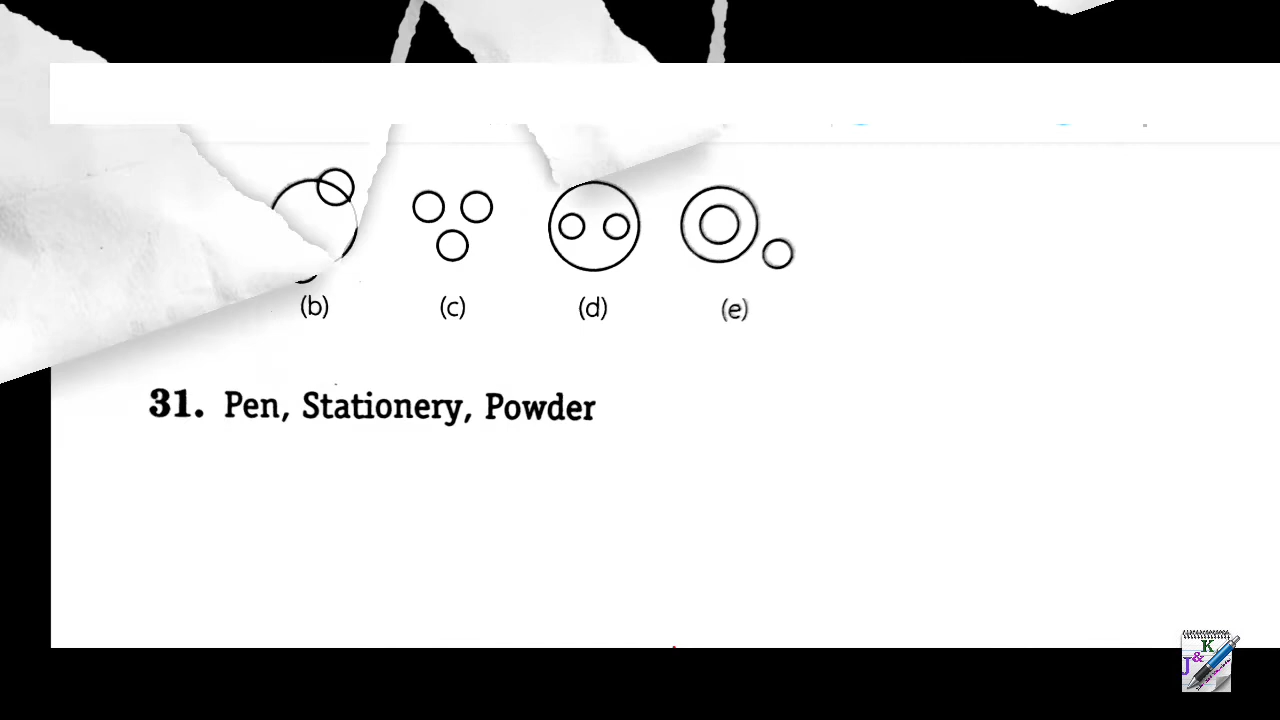 (b) (c) (d) (e)
31. Pen, Stationery, Powder
J & K